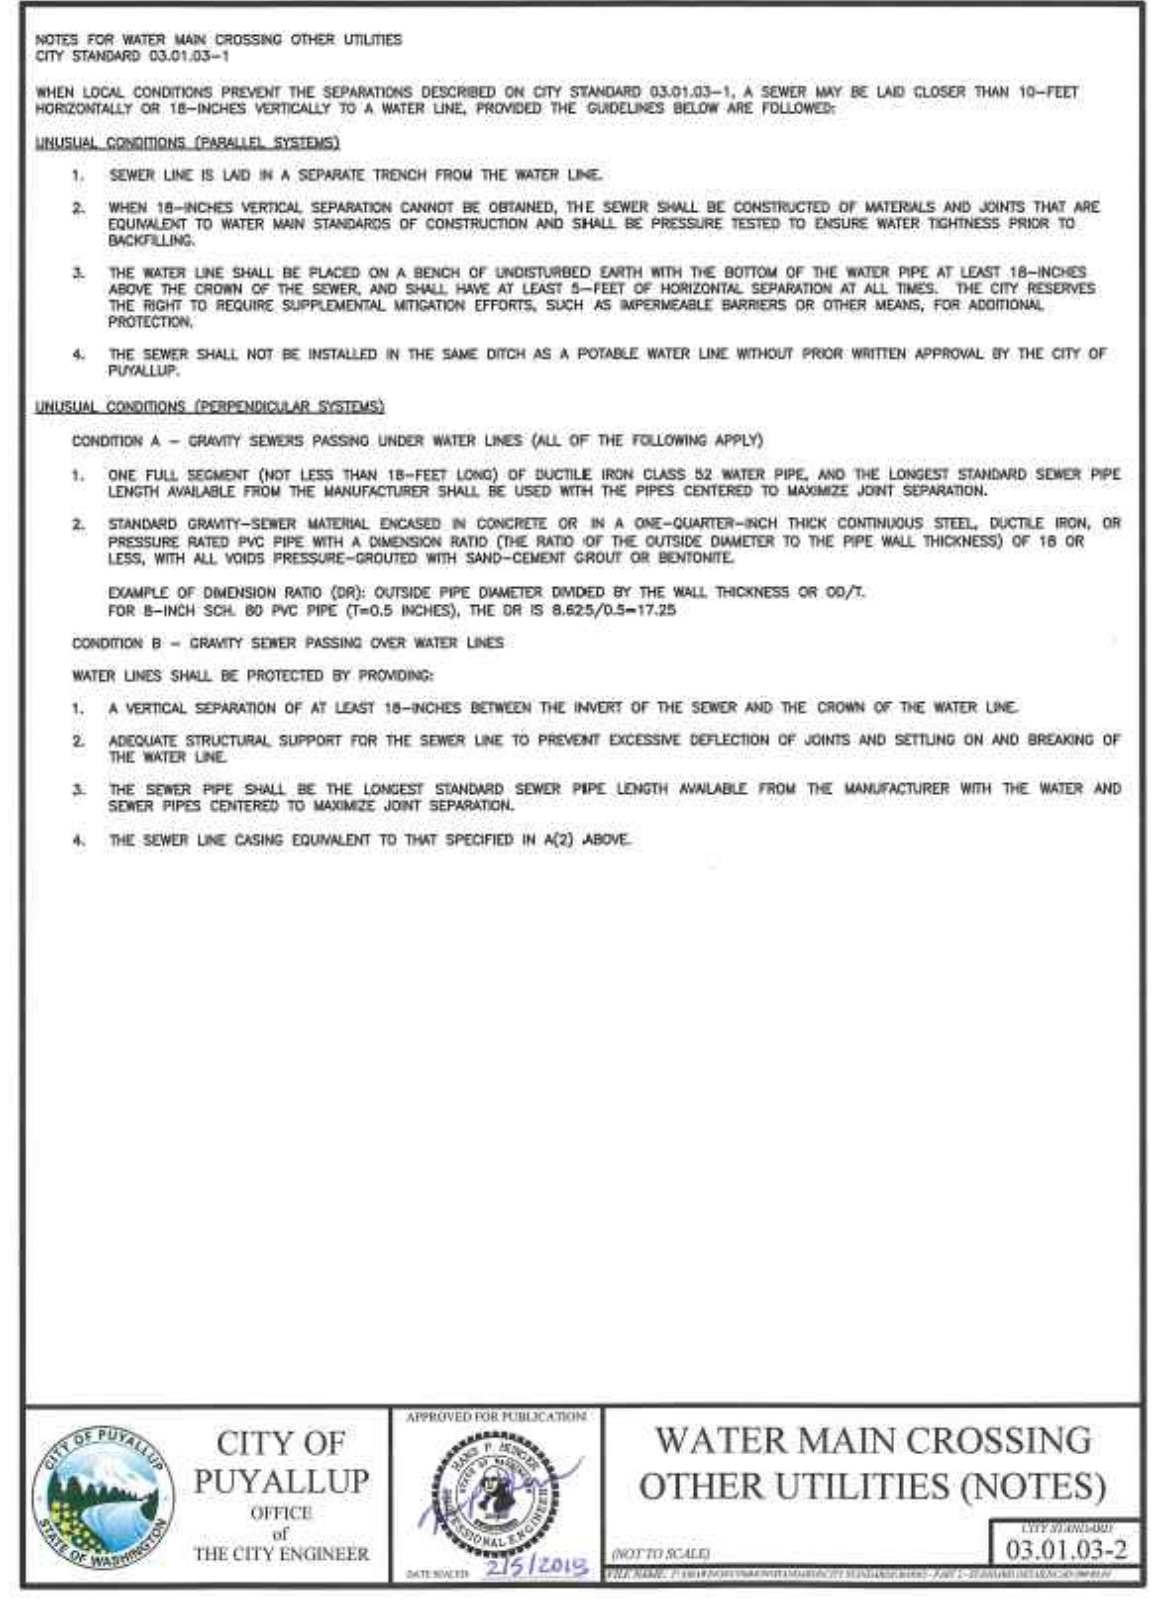 NOTES FOR WATER MAIN CROSSING OTHER UTILITIES
CITY STANDARD 03.01.03-1
WHEN LOCAL CONDITIONS PREVENT THE SEPARATIONS DESCRIBED ON CITY STANDARD 03.01.03-1, A SEWER MAY BE LAID CLOSER THAN 10-FEET
HORIZONTALLY OR 18-INCHES VERTICALLY TO A WATER LINE, PROVIDED THE GUIDELINES BELOW ARE FOLLOWED:
UNUSUAL CONDITIONS (PARALLEL SYSTEMS)
1. SEWER LINE IS LAID IN A SEPARATE TRENCH FROM THE WATER LINE.
2. WHEN 18-INCHES VERTICAL SEPARATION CANNOT BE OBTAINED, THE SEWER SHALL BE CONSTRUCTED OF MATERIALS AND JOINTS THAT ARE
EQUIVALENT TO WATER MAIN STANDARDS OF CONSTRUCTION AND SHALL BE PRESSURE TESTED TO ENSURE WATER TIGHTNESS PRIOR TO
BACKFILLING.
3. THE WATER LINE SHALL BE PLACED ON A BENCH OF UNDISTURBED EARTH WITH THE BOTTOM OF THE WATER PIPE AT LEAST 18-INCHES
ABOVE THE CROWN OF THE SEWER, AND SHALL HAVE AT LEAST 5-FEET OF HORIZONTAL SEPARATION AT ALL TIMES. THE CITY RESERVES
THE RIGHT TO REQUIRE SUPPLEMENTAL MITIGATION EFFORTS, SUCH AS IMPERMEABLE BARRIERS OR OTHER MEANS, FOR ADDITIONAL
PROTECTION.
4. THE SEWER SHALL NOT BE INSTALLED IN THE SAME DITCH AS A POTABLE WATER LINE WITHOUT PRIOR WRITTEN APPROVAL BY THE CITY OF
PUYALLUP.
UNUSUAL CONDITIONS (PERPENDICULAR SYSTEMS)
CONDITION A - GRAVITY SEWERS PASSING UNDER WATER LINES (ALL OF THE FOLLOWING APPLY)
1. ONE FULL SEGMENT (NOT LESS THAN 18-FEET LONG) OF DUCTILE IRON CLASS 52 WATER PIPE, AND THE LONGEST STANDARD SEWER PIPE
LENGTH AVAILABLE FROM THE MANUFACTURER SHALL BE USED WITH THE PIPES CENTERED TO MAXIMIZE JOINT SEPARATION.
2. STANDARD GRAVITY-SEWER MATERIAL ENCASED IN CONCRETE OR IN A ONE-QUARTER-INCH THICK CONTINUOUS STEEL, DUCTILE IRON, OR
PRESSURE RATED PVC PIPE WITH A DIMENSION RATIO (THE RATIO OF THE OUTSIDE DIAMETER TO THE PIPE WALL THICKNESS) OF 18 OR
LESS, WITH ALL VOIDS PRESSURE-GROUTED WITH SAND-CEMENT GROUT OR BENTONITE.
EXAMPLE OF DIMENSION RATIO (DR): OUTSIDE PIPE DIAMETER DIVIDED BY THE WALL THICKNESS OR OD/T.
FOR 8-INCH SCH. 80 PVC PIPE (T=0.5 INCHES), THE DR IS 8.625/0.5=17.25
CONDITION B - GRAVITY SEWER PASSING OVER WATER LINES
WATER LINES SHALL BE PROTECTED BY PROVIDING:
1. A VERTICAL SEPARATION OF AT LEAST 18-INCHES BETWEEN THE INVERT OF THE SEWER AND THE CROWN OF THE WATER LINE.
2. ADEQUATE STRUCTURAL SUPPORT FOR THE SEWER LINE TO PREVENT EXCESSIVE DEFLECTION OF JOINTS AND SETTLING ON AND BREAKING OF
THE WATER LINE.
3. THE SEWER PIPE SHALL BE THE LONGEST STANDARD SEWER PIPE LENGTH AVAILABLE FROM THE MANUFACTURER WITH THE WATER AND
SEWER PIPES CENTERED TO MAXIMIZE JOINT SEPARATION.
4. THE SEWER LINE CASING EQUIVALENT TO THAT SPECIFIED IN A(2) ABOVE.
CITY OF PUYALLUP
STATE OF WASHINGTON
CITY OF
PUYALLUP
OFFICE
of
THE CITY ENGINEER
APPROVED FOR PUBLICATION
HANS P. HUNGER
STATE OF WASHINGTON
PROFESSIONAL ENGINEER
DATE SEALED 2/5/2018
WATER MAIN CROSSING
OTHER UTILITIES (NOTES)
(NOT TO SCALE)
CITY STANDARD
03.01.03-2
FILE NAME: